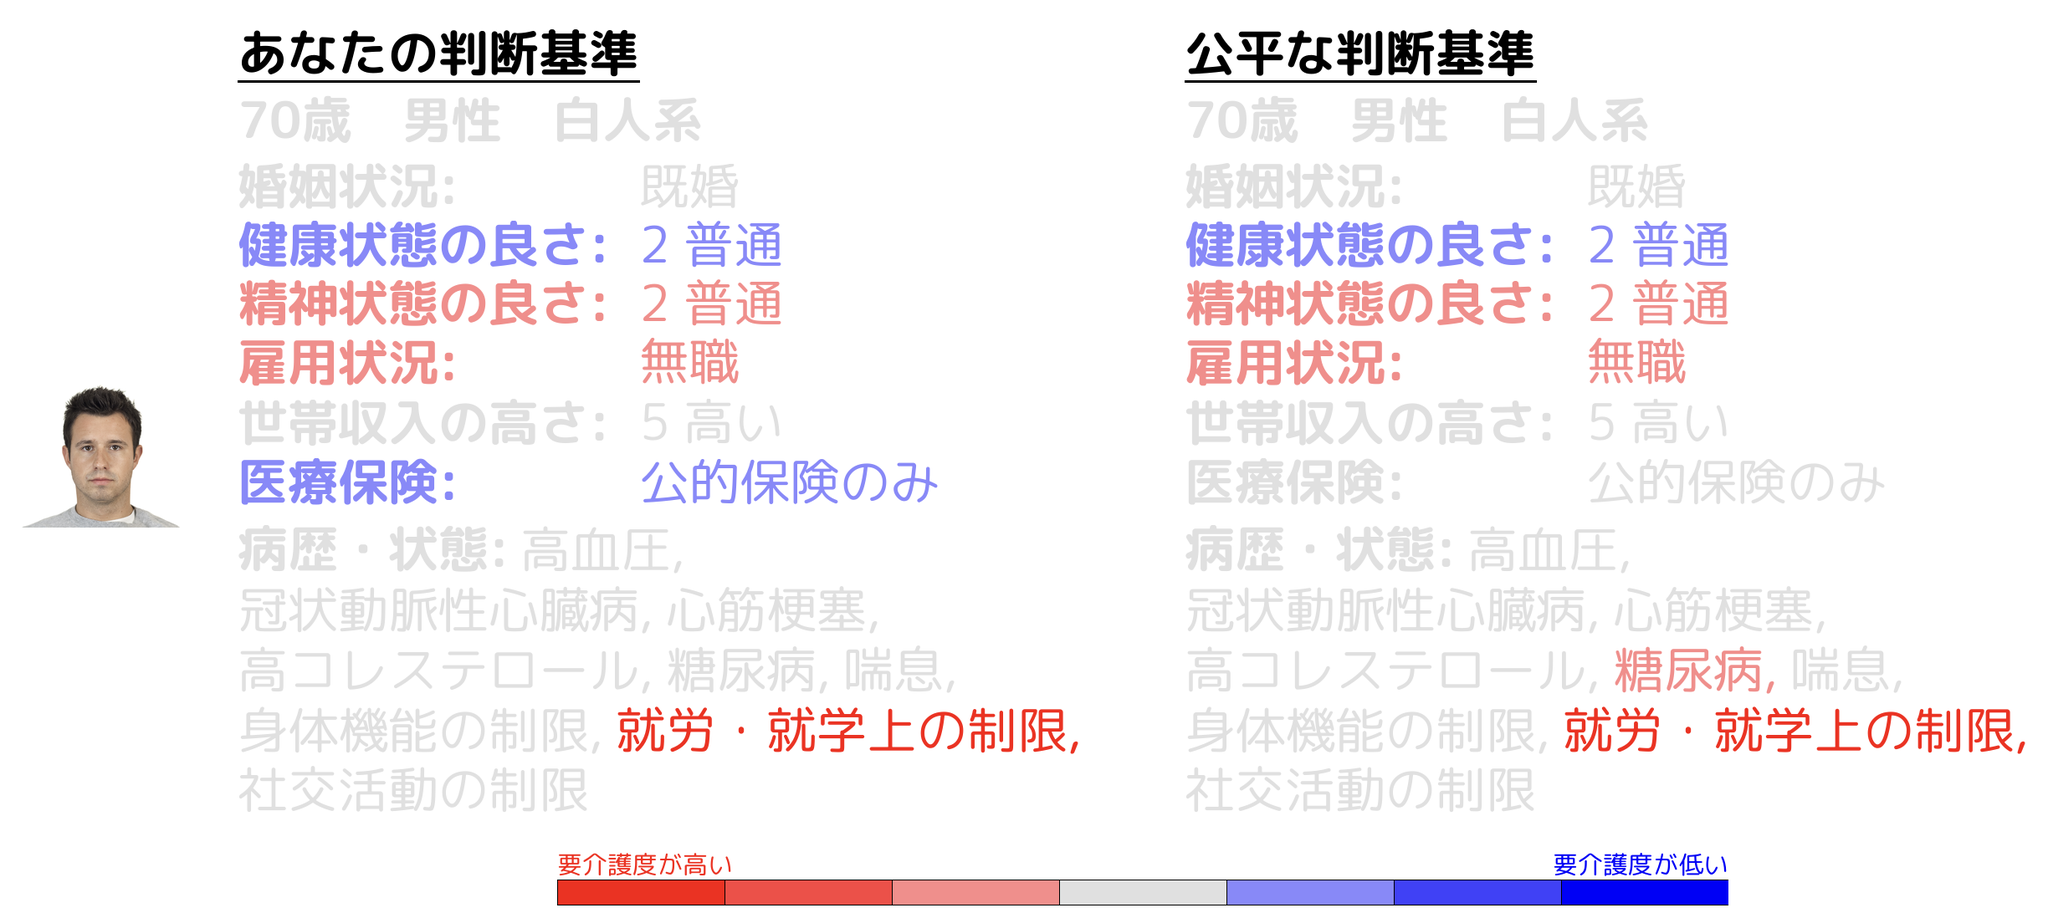 あなたの判断基準
70歳 男性 白人系
婚姻状況: 既婚
健康状態の良さ: 2 普通
精神状態の良さ: 2 普通
雇用状況: 無職
世帯収入の高さ: 5 高い
医療保険: 公的保険のみ
病歴・状態: 高血圧,
冠状動脈性心臓病, 心筋梗塞,
高コレステロール, 糖尿病, 喘息,
身体機能の制限, 就労・就学上の制限,
社交活動の制限
公平な判断基準
70歳 男性 白人系
婚姻状況: 既婚
健康状態の良さ: 2 普通
精神状態の良さ: 2 普通
雇用状況: 無職
世帯収入の高さ: 5 高い
医療保険: 公的保険のみ
病歴・状態: 高血圧,
冠状動脈性心臓病, 心筋梗塞,
高コレステロール, 糖尿病, 喘息,
身体機能の制限, 就労・就学上の制限,
社交活動の制限
要介護度が高い
要介護度が低い